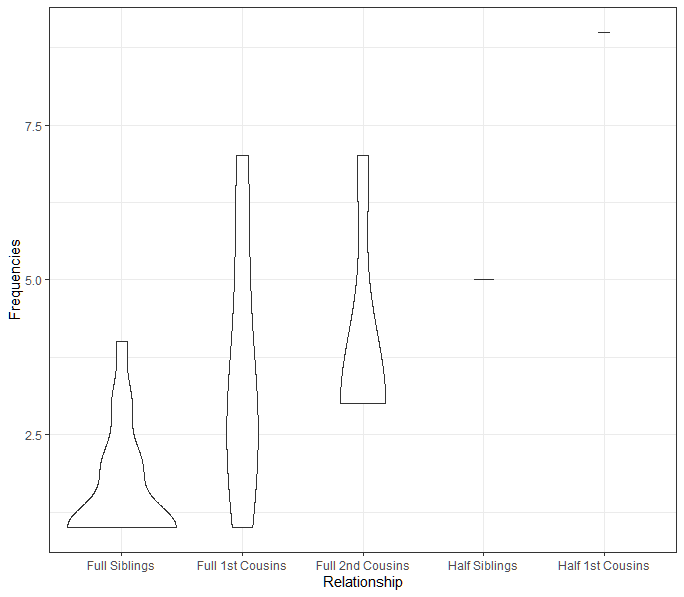 7.5
5.0
2.5
Frequencies
Full Siblings
Full 1st Cousins
Full 2nd Cousins
Half Siblings
Half 1st Cousins
Relationship